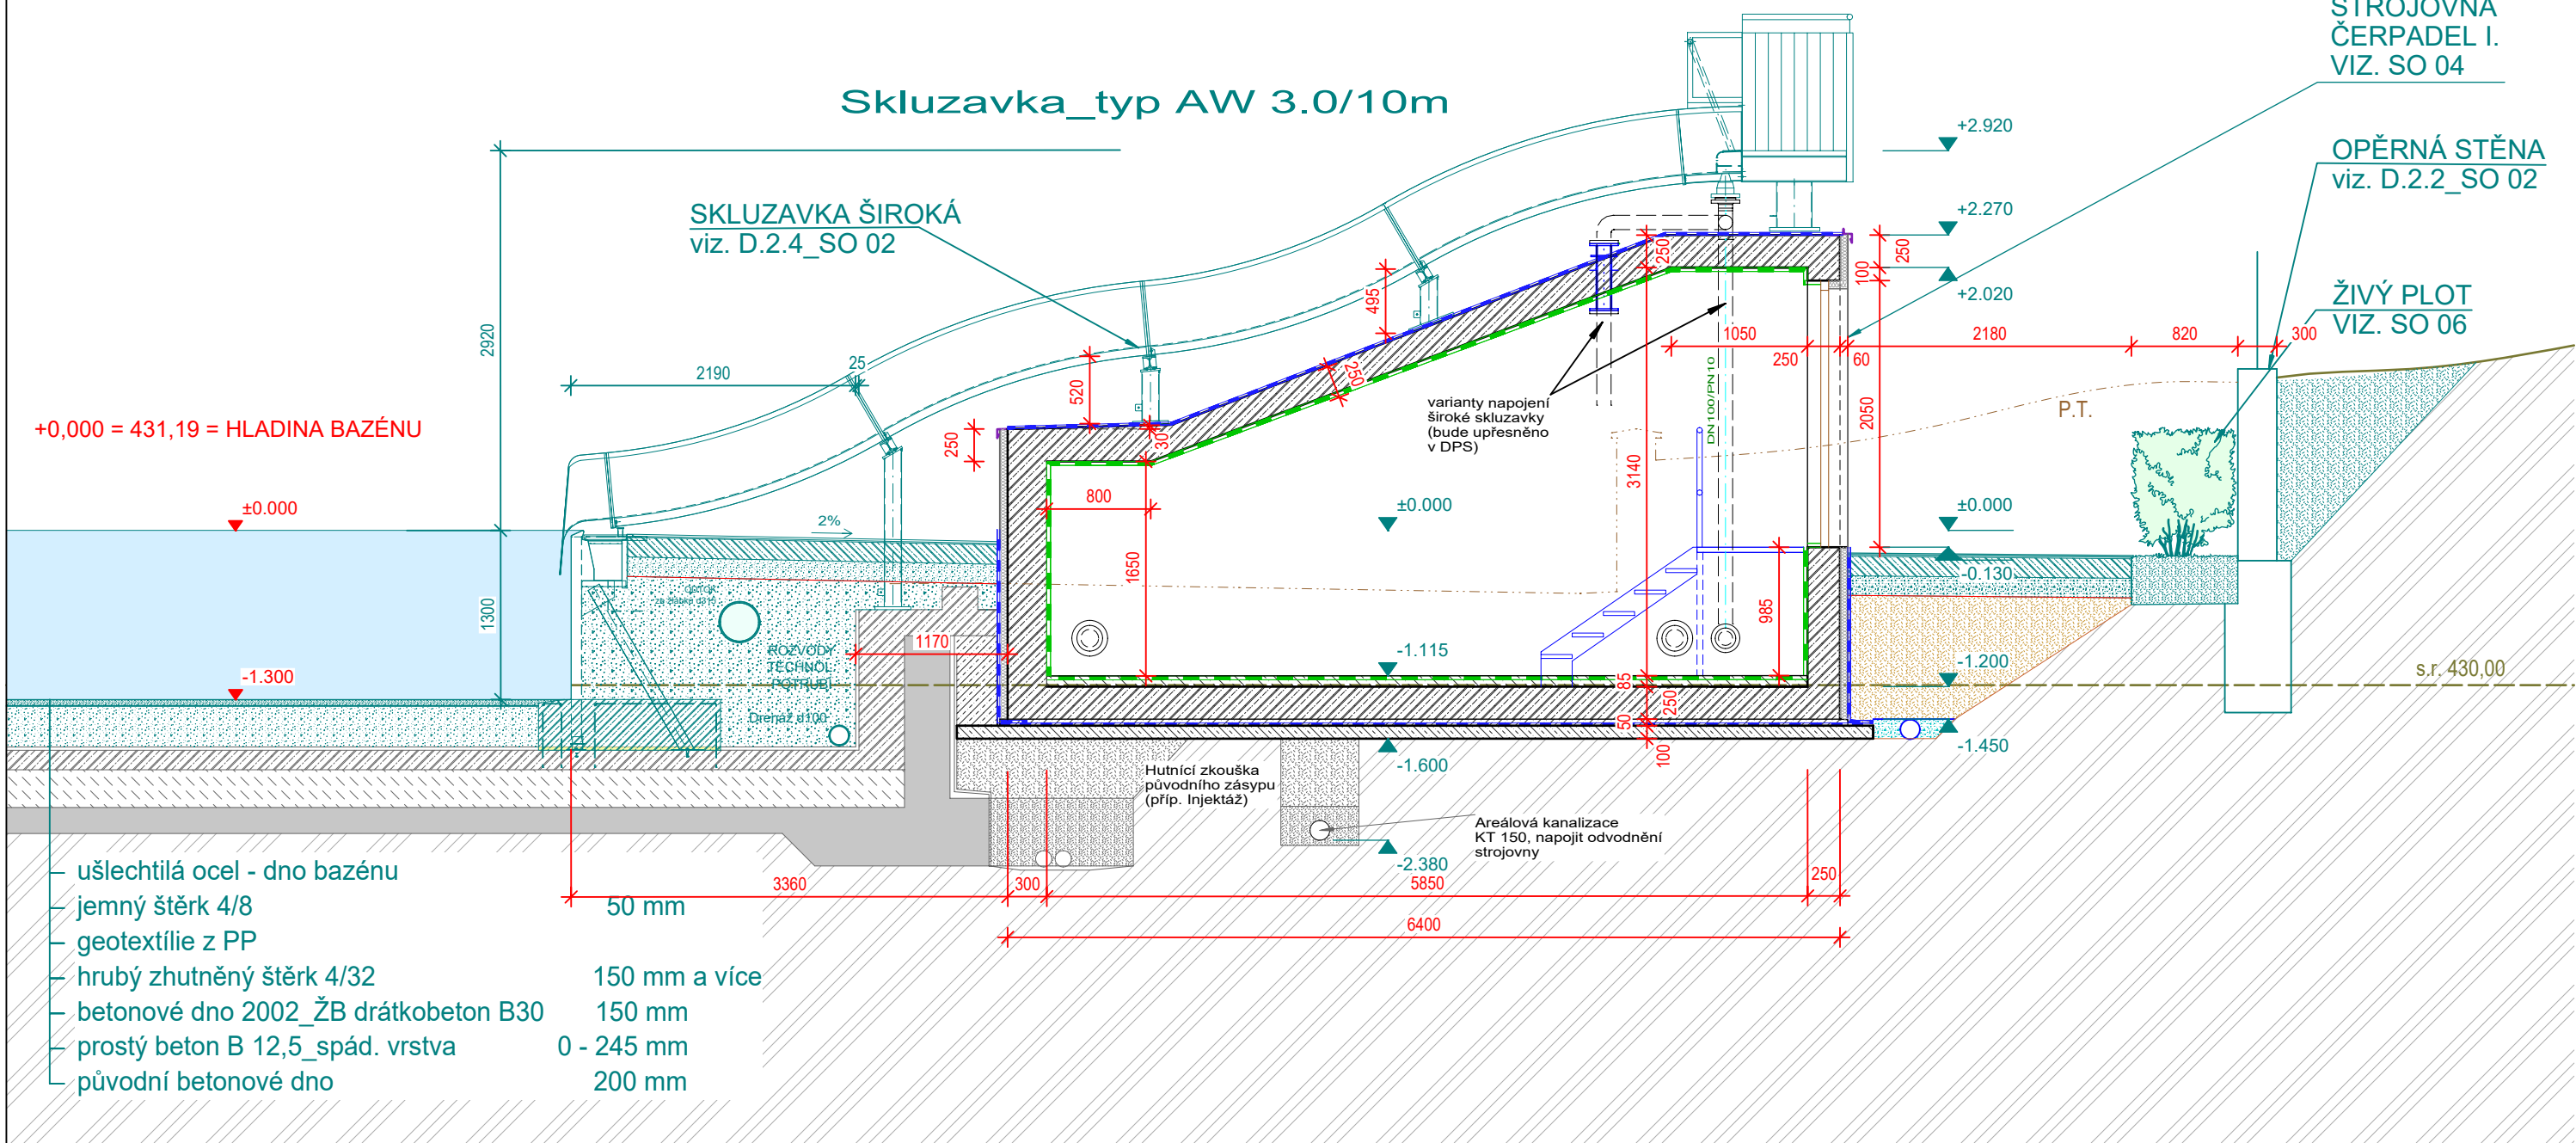 STROJOVNA
ČERPADEL I.
VIZ. SO 04
Skluzavka_typ AW 3.0/10m
+2.920
OPĚRNÁ STĚNA
viz. D.2.2_SO 02
SKLUZAVKA ŠIROKÁ
viz. D.2.4_SO 02
+2.270
250
250
100
+2.020
ŽIVÝ PLOT
VIZ. SO 06
495
2920
1050
250
60
2180
820
300
2190
25
520
250
DN100/PN10
varianty napojení
široké skluzavky
(bude upřesněno
v DPS)
2050
P.T.
+0,000 = 431,19 = HLADINA BAZÉNU
250
30
3140
800
±0.000
±0.000
±0.000
2%
1650
-0.130
985
1300
1170
ROZVODY
TECHNOL.
POTRUBÍ
-1.115
-1.200
s.r. 430,00
-1.300
85
250
50
100
Drenáž d100
-1.450
-1.600
Hutnící zkouška
původního zásypu
(příp. Injektáž)
Areálová kanalizace
KT 150, napojit odvodnění
strojovny
-2.380
3360
300
5850
250
6400
ušlechtilá ocel - dno bazénu
jemný štěrk 4/8 50 mm
geotextílie z PP
hrubý zhutněný štěrk 4/32 150 mm a více
betonové dno 2002_ŽB drátkobeton B30 150 mm
prostý beton B 12,5_spád. vrstva 0 - 245 mm
původní betonové dno 200 mm